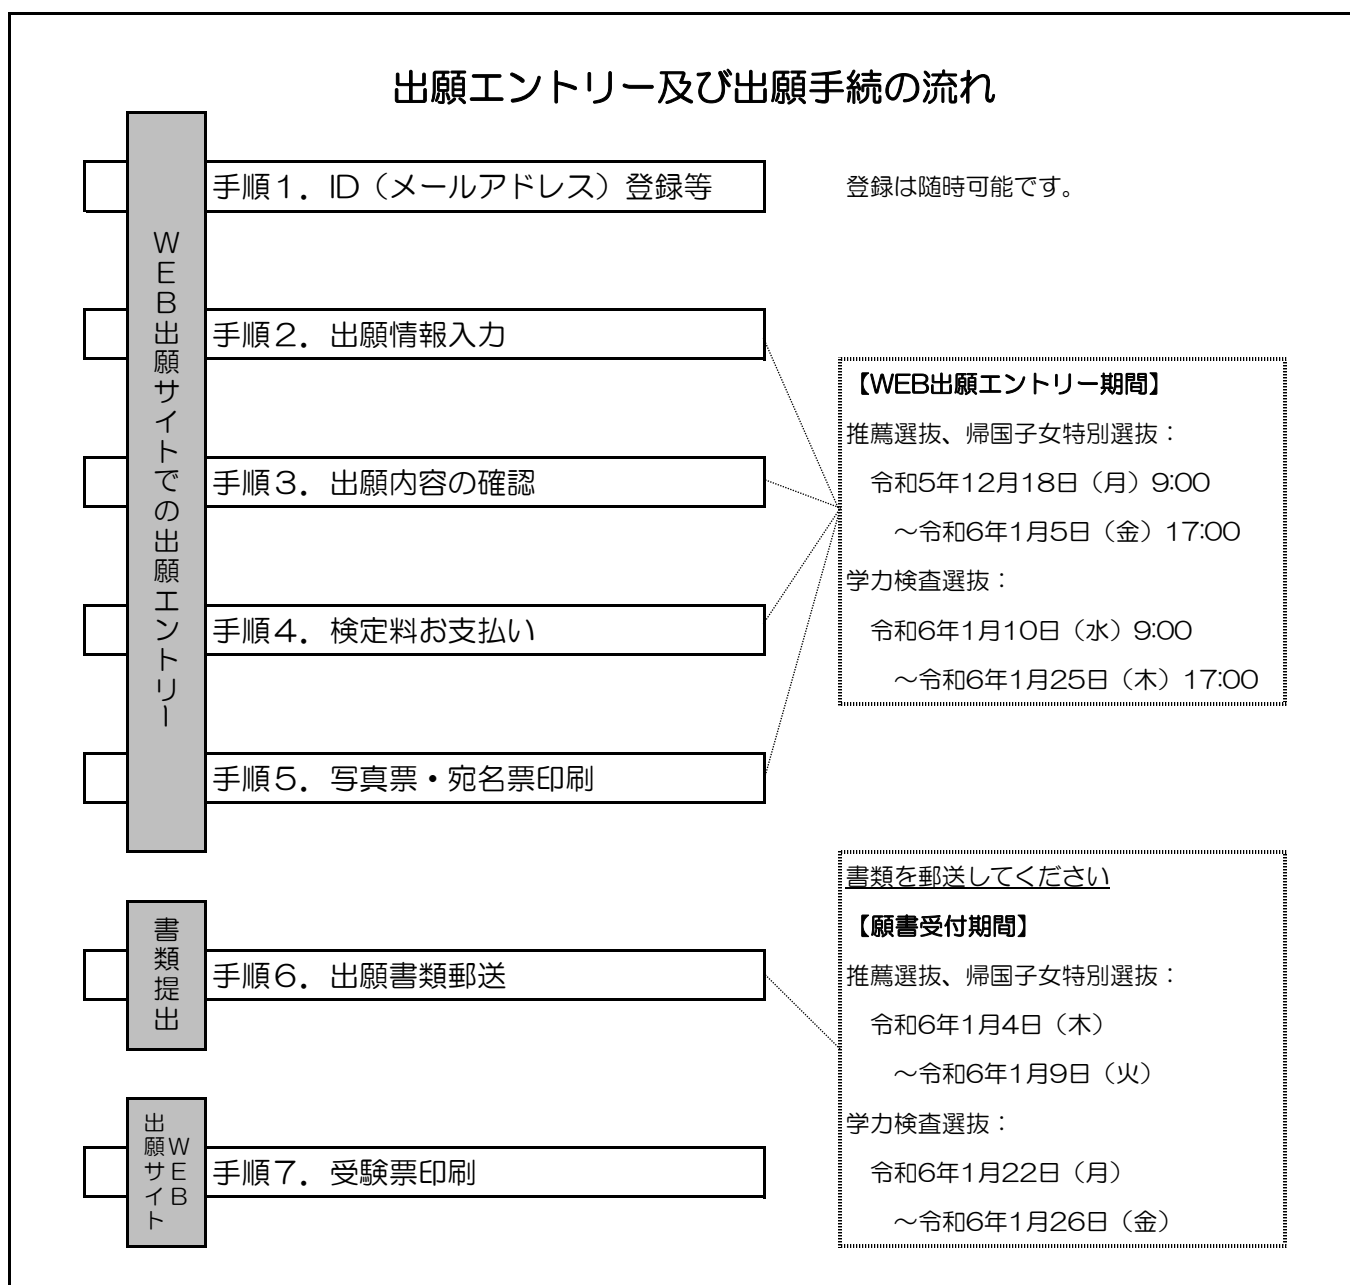 出願エントリー及び出願手続の流れ
WEB出願サイトでの出願エントリー
手順１．ID（メールアドレス）登録等
登録は随時可能です。
手順２．出願情報入力
手順３．出願内容の確認
手順４．検定料お支払い
手順５．写真票・宛名票印刷
【WEB出願エントリー期間】
推薦選抜、帰国子女特別選抜：
令和5年12月18日（月）9:00
～令和6年1月5日（金）17:00
学力検査選抜：
令和6年1月10日（水）9:00
～令和6年1月25日（木）17:00
書類提出
手順６．出願書類郵送
書類を郵送してください
【願書受付期間】
推薦選抜、帰国子女特別選抜：
令和6年1月4日（木）
～令和6年1月9日（火）
学力検査選抜：
令和6年1月22日（月）
～令和6年1月26日（金）
WEB
出願サイト
手順７．受験票印刷